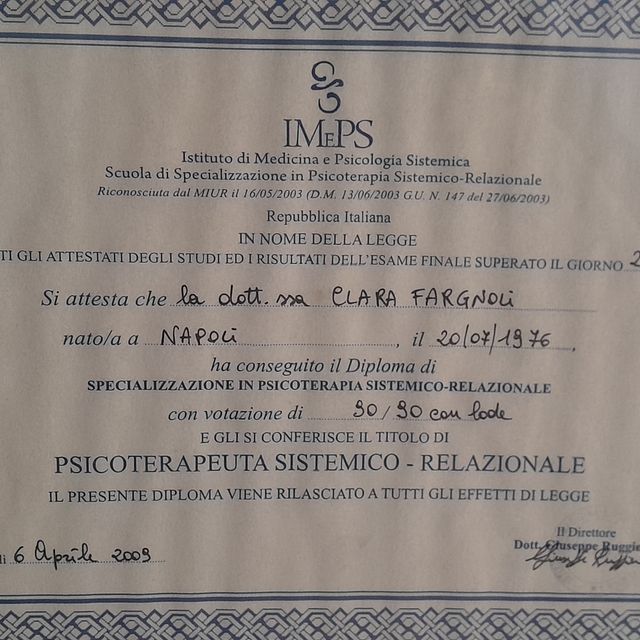 IMEPS
Istituto di Medicina e Psicologia Sistemica
Scuola di Specializzazione in Psicoterapia Sistemico-Relazionale
Riconosciuta dal MIUR il 16/05/2003 (D.M. 13/06/2003 G.U. N. 147 del 27/06/2003)
Repubblica Italiana
IN NOME DELLA LEGGE
TI GLI ATTESTATI DEGLI STUDI ED I RISULTATI DELL'ESAME FINALE SUPERATO IL GIORNO 2
Si attesta che la dott.ssa CLARA FARGNOLI
nato/a a NAPOLI, il 20/07/1976,
ha conseguito il Diploma di
SPECIALIZZAZIONE IN PSICOTERAPIA SISTEMICO-RELAZIONALE
con votazione di 90/90 con lode
E GLI SI CONFERISCE IL TITOLO DI
PSICOTERAPEUTA SISTEMICO - RELAZIONALE
IL PRESENTE DIPLOMA VIENE RILASCIATO A TUTTI GLI EFFETTI DI LEGGE
Il Direttore
Dott. Giuseppe Ruggie
li 6 Aprile 2009